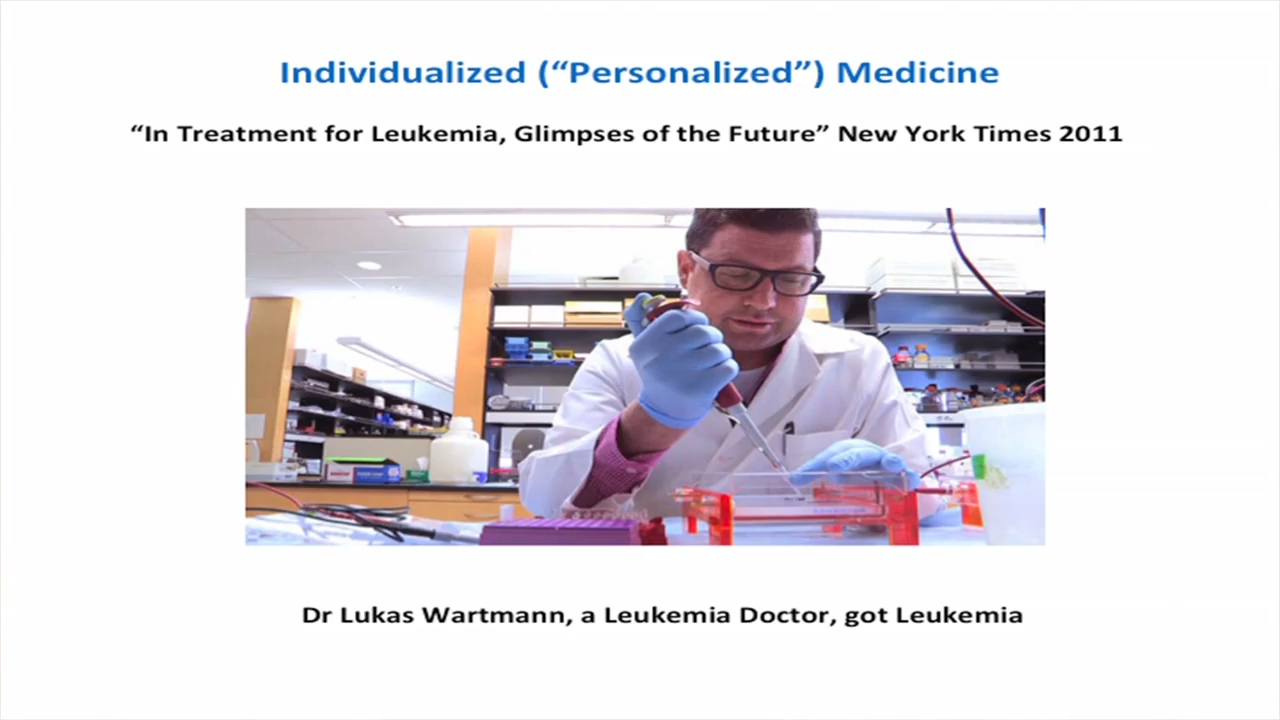 Individualized (“Personalized”) Medicine
“In Treatment for Leukemia, Glimpses of the Future” New York Times 2011
Dr Lukas Wartmann, a Leukemia Doctor, got Leukemia